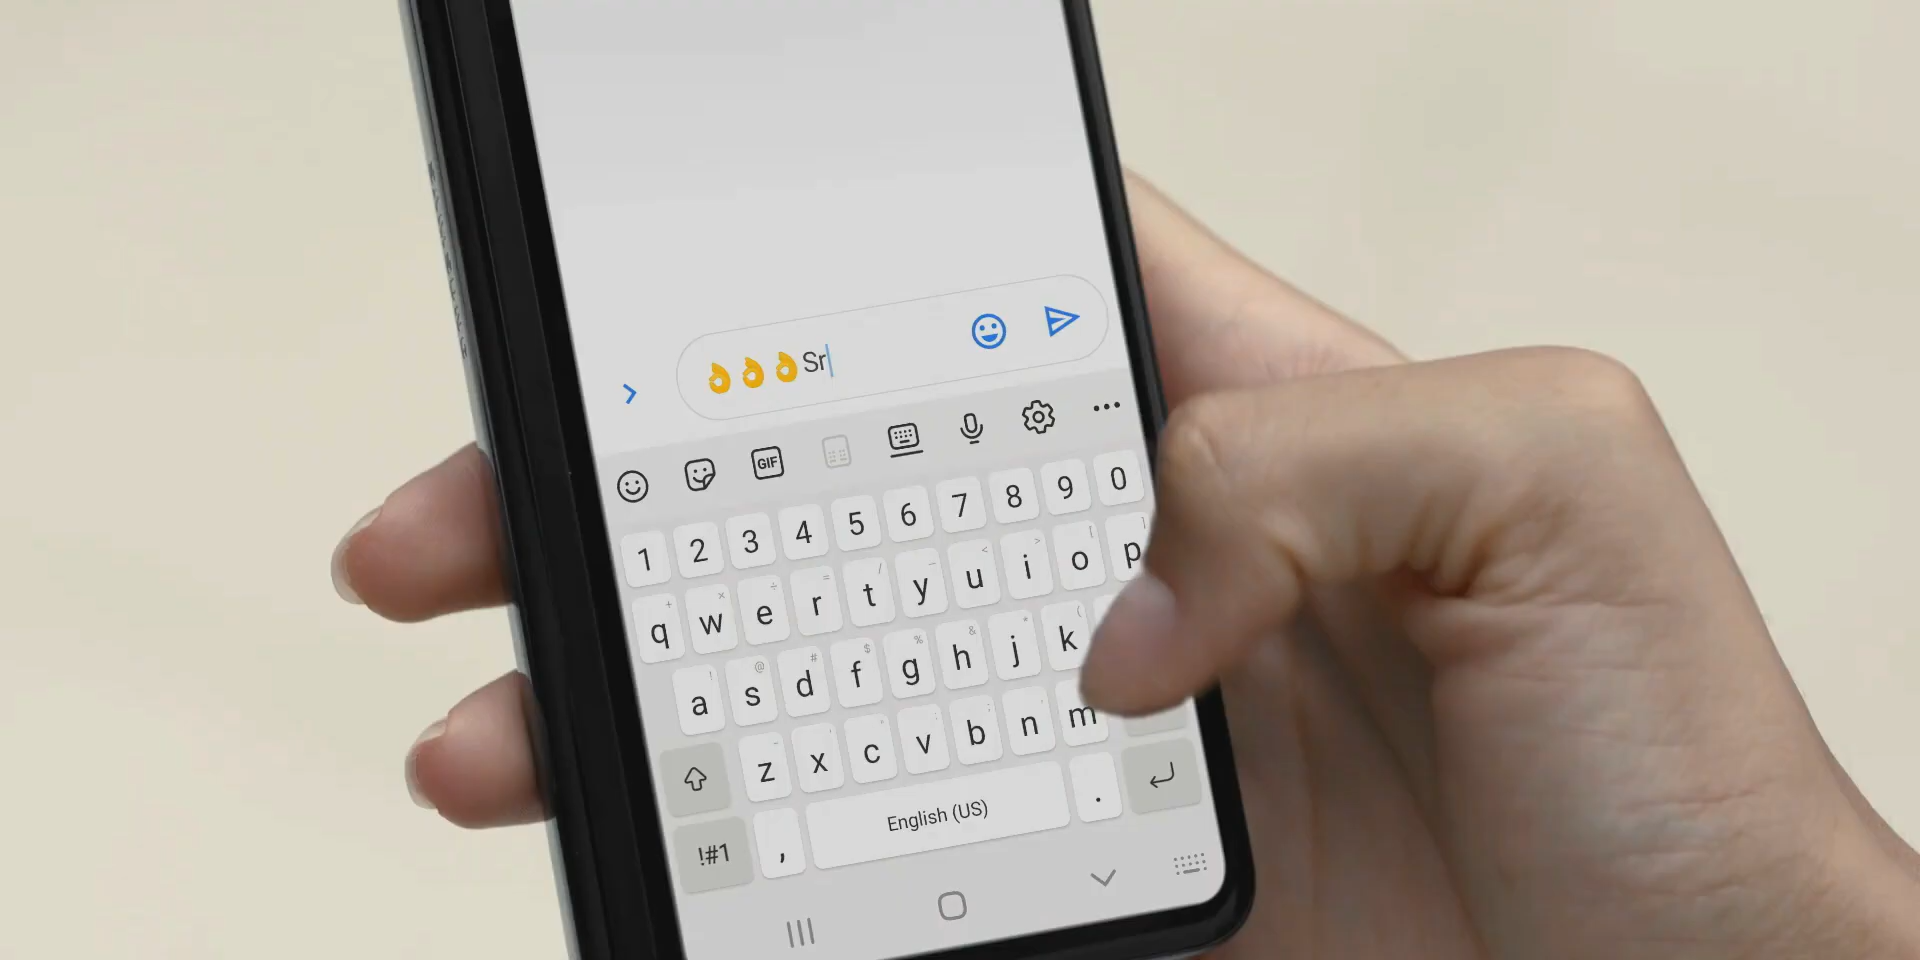 👌👌👌Sr
GIF
1 2 3 4 5 6 7 8 9 0
q w e r t y u i o p
a s d f g h j k
z x c v b n m
!#1 , English (US) .